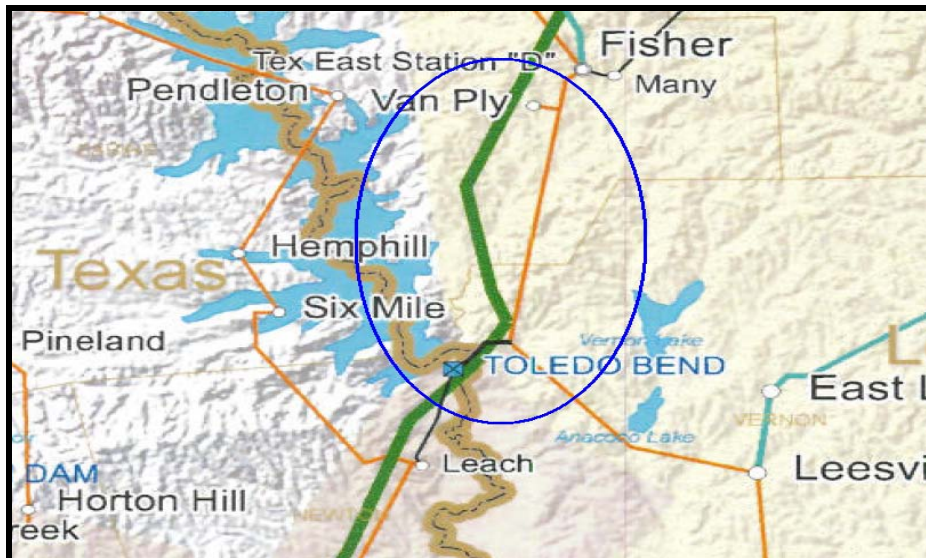 Fisher
Tex East Station "D"
Many
Pendleton
Van Ply
Hemphill
Texas
Six Mile
Pineland
Vernon Lake
L
TOLEDO BEND
East L
VERNON
Anacoco Lake
Leach
Leesvi
DAM
Horton Hill
NEWTON
reek